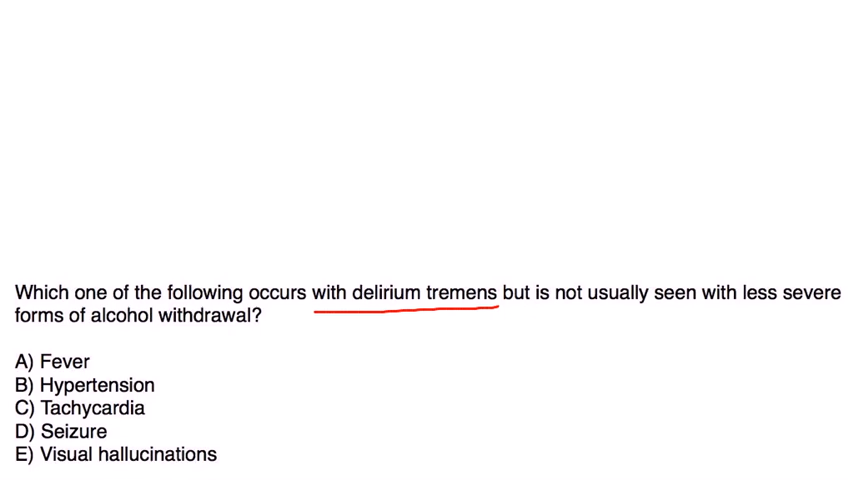 Which one of the following occurs with delirium tremens but is not usually seen with less severe
forms of alcohol withdrawal?
A) Fever
B) Hypertension
C) Tachycardia
D) Seizure
E) Visual hallucinations